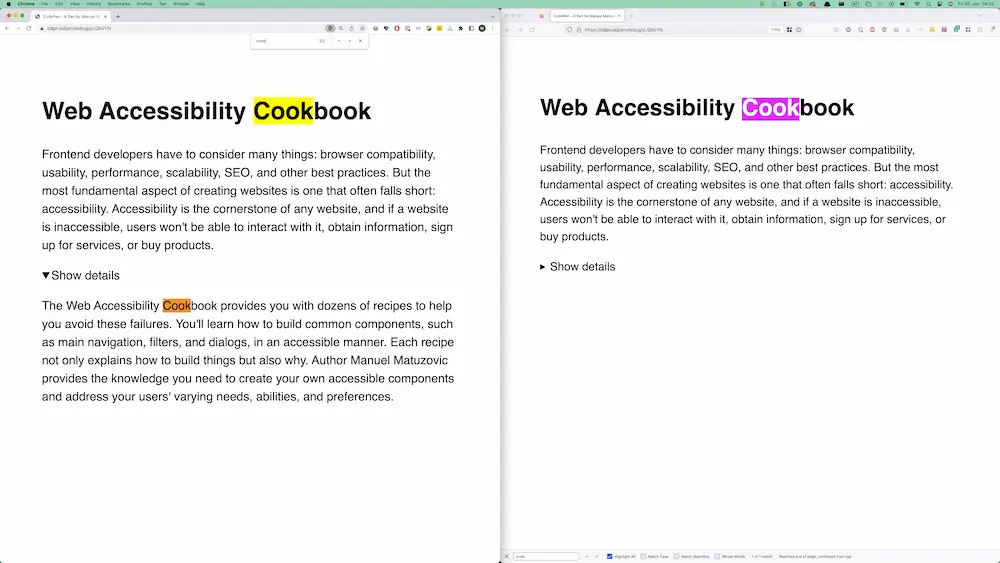 Chrome File Edit View History Bookmarks Profiles Tab Window Help
CodePen - A Pen by Manuel
cdpn.io/pen/debug/yLQbVYN
Web Accessibility Cookbook
Frontend developers have to consider many things: browser compatibility,
usability, performance, scalability, SEO, and other best practices. But the
most fundamental aspect of creating websites is one that often falls short:
accessibility. Accessibility is the cornerstone of any website, and if a website
is inaccessible, users won't be able to interact with it, obtain information, sign
up for services, or buy products.
▼Show details
The Web Accessibility Cookbook provides you with dozens of recipes to help
you avoid these failures. You'll learn how to build common components, such
as main navigation, filters, and dialogs, in an accessible manner. Each recipe
not only explains how to build things but also why. Author Manuel Matuzovic
provides the knowledge you need to create your own accessible components
and address your users' varying needs, abilities, and preferences.
CodePen - A Pen by Manuel
Web Accessibility Cookbook
Frontend developers have to consider many things: browser compatibility,
usability, performance, scalability, SEO, and other best practices. But the most
fundamental aspect of creating websites is one that often falls short: accessibility.
Accessibility is the cornerstone of any website, and if a website is inaccessible,
users won't be able to interact with it, obtain information, sign up for services, or
buy products.
▶ Show details
cook Highlight All Match Case Match Diacritics Whole Words 1 of 1 match Reached end of page, continued from top